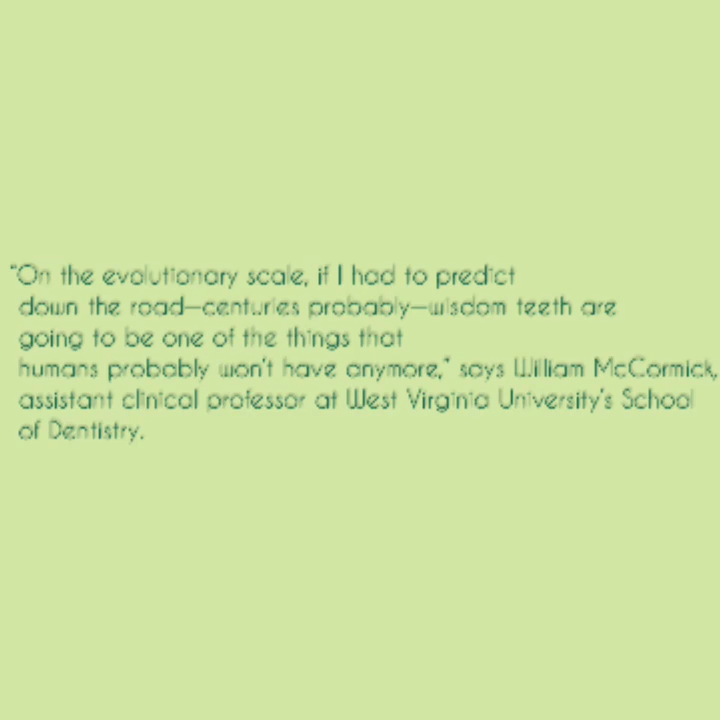 "On the evolutionary scale, if I had to predict
down the road—centuries probably—wisdom teeth are
going to be one of the things that
humans probably won't have anymore," says William McCormick,
assistant clinical professor at West Virginia University's School
of Dentistry.